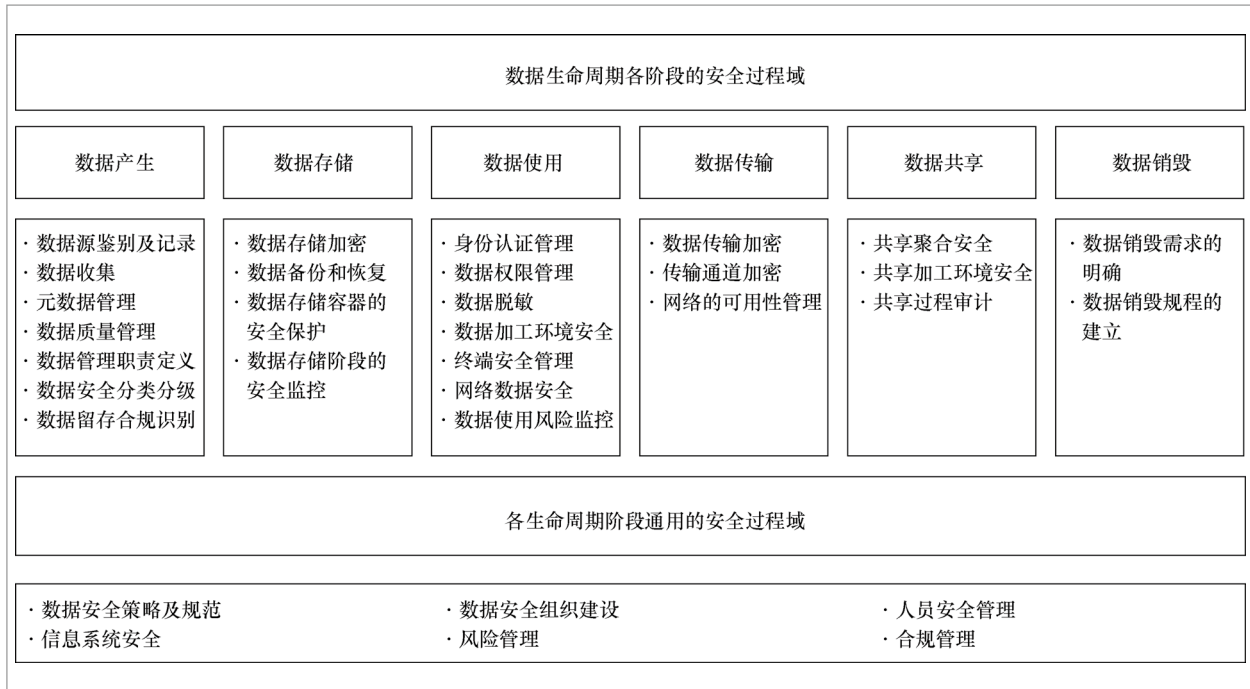 数据生命周期各阶段的安全过程域
数据产生
数据存储
数据使用
数据传输
数据共享
数据销毁
· 数据源鉴别及记录
· 数据收集
· 元数据管理
· 数据质量管理
· 数据管理职责定义
· 数据安全分类分级
· 数据留存合规识别
· 数据存储加密
· 数据备份和恢复
· 数据存储容器的
安全保护
· 数据存储阶段的
安全监控
· 身份认证管理
· 数据权限管理
· 数据脱敏
· 数据加工环境安全
· 终端安全管理
· 网络数据安全
· 数据使用风险监控
· 数据传输加密
· 传输通道加密
· 网络的可用性管理
· 共享聚合安全
· 共享加工环境安全
· 共享过程审计
· 数据销毁需求的
明确
· 数据销毁规程的
建立
各生命周期阶段通用的安全过程域
· 数据安全策略及规范
· 数据安全组织建设
· 人员安全管理
· 信息系统安全
· 风险管理
· 合规管理